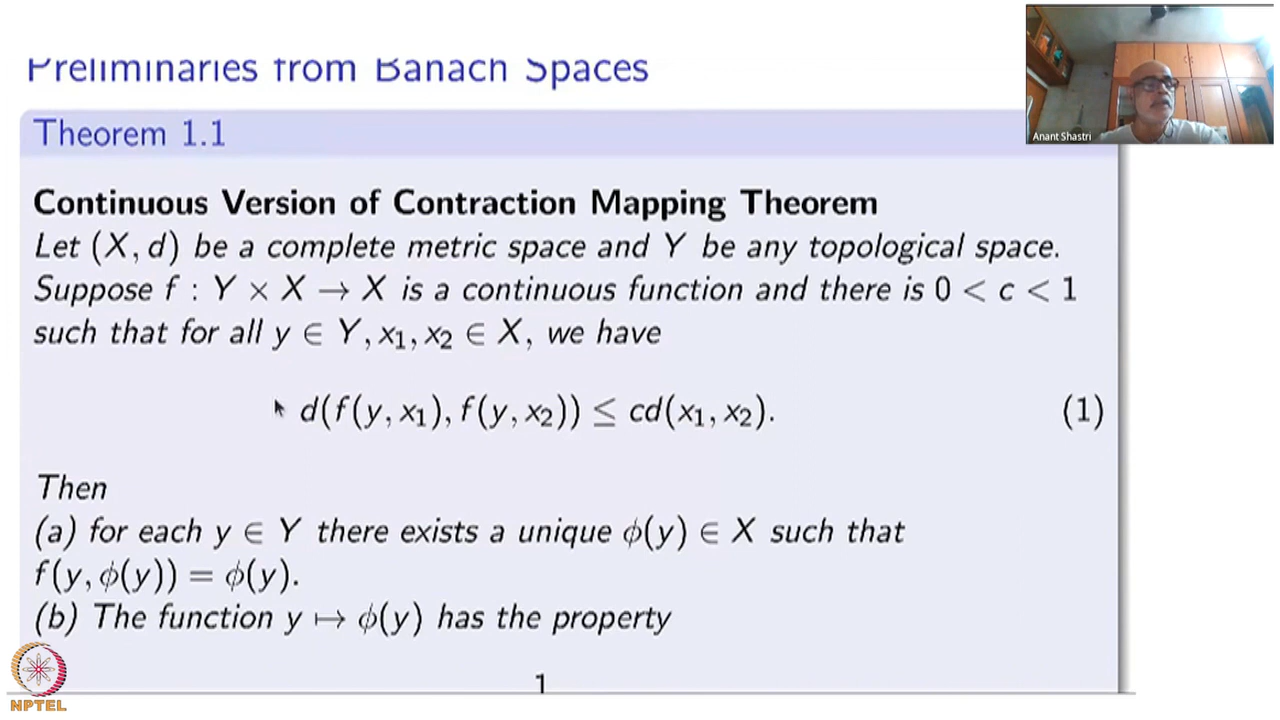 Preliminaries from Banach Spaces
Anant Shastri
Theorem 1.1
Continuous Version of Contraction Mapping Theorem
Let (X, d) be a complete metric space and Y be any topological space.
Suppose f : Y × X → X is a continuous function and there is 0 < c < 1
such that for all y ∈ Y, x₁, x₂ ∈ X, we have
d(f(y, x₁), f(y, x₂)) ≤ cd(x₁, x₂). (1)
Then
(a) for each y ∈ Y there exists a unique ϕ(y) ∈ X such that
f(y, ϕ(y)) = ϕ(y).
(b) The function y ↦ ϕ(y) has the property
1
NPTEL